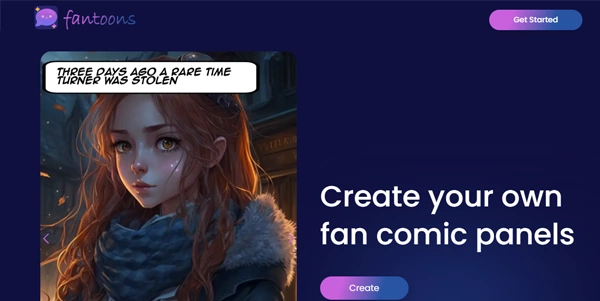 fantoons
Get Started
THREE DAYS AGO A RARE TIME
TURNER WAS STOLEN
Create your own
fan comic panels
Create